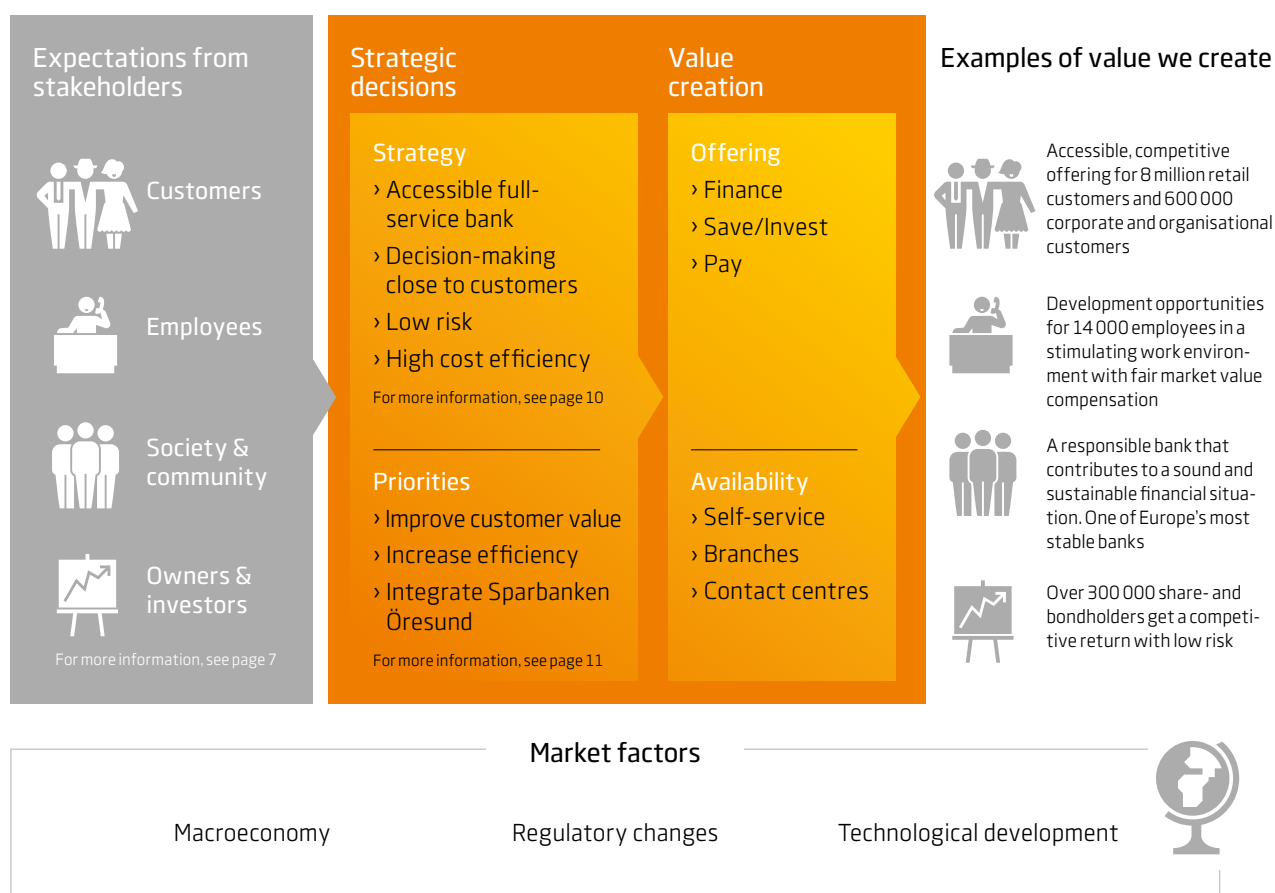 Expectations from
stakeholders
Customers
Employees
Society &
community
Owners &
investors
For more information, see page 7
Strategic
decisions
Strategy
› Accessible full-
service bank
› Decision-making
close to customers
› Low risk
› High cost efficiency
For more information, see page 10
Priorities
› Improve customer value
› Increase efficiency
› Integrate Sparbanken
Öresund
For more information, see page 11
Value
creation
Offering
› Finance
› Save/Invest
› Pay
Availability
› Self-service
› Branches
› Contact centres
Examples of value we create
Accessible, competitive
offering for 8 million retail
customers and 600 000
corporate and organisational
customers
Development opportunities
for 14 000 employees in a
stimulating work environ-
ment with fair market value
compensation
A responsible bank that
contributes to a sound and
sustainable financial situa-
tion. One of Europe's most
stable banks
Over 300 000 share- and
bondholders get a competi-
tive return with low risk
Market factors
Macroeconomy
Regulatory changes
Technological development